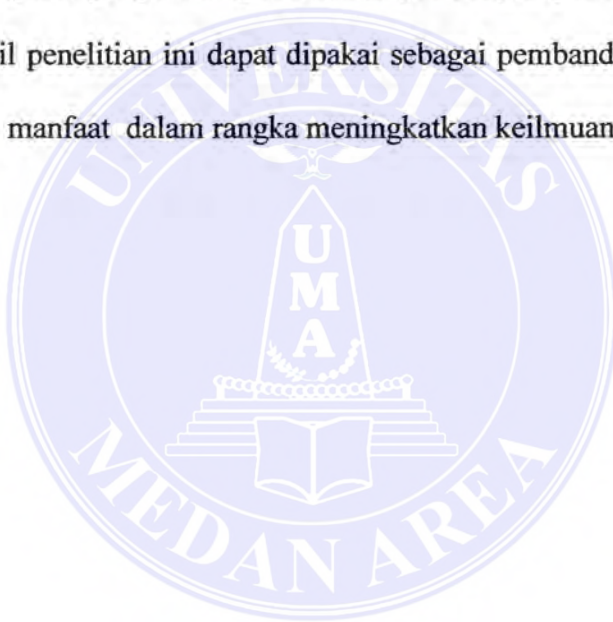 il penelitian ini dapat dipakai sebagai pemband
manfaat dalam rangka meningkatkan keilmuan
UNIVERSITAS
UMA
MEDAN AREA